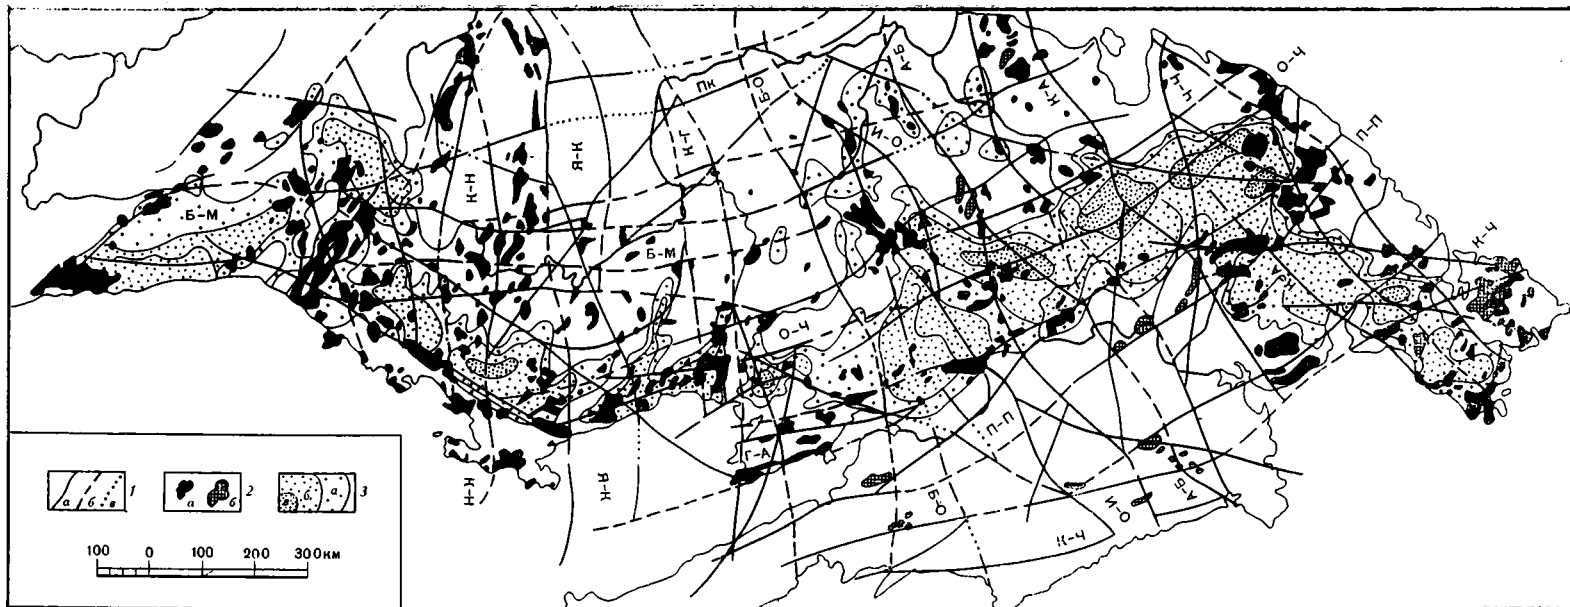 О-Ч
А-Б
Пк
Б-О
К-А
Ч-Ч
П-П
О-И
К-Г
Я-К
Н-Н
Б-М
Б-М
К-Ч
К-А
О-Ч
П-П
Г-А
Н-Н
Я-К
О-Б
О-И
А-Б
К-Ч
а б в 1
а б 2
в б а 3
100 0 100 200 300км